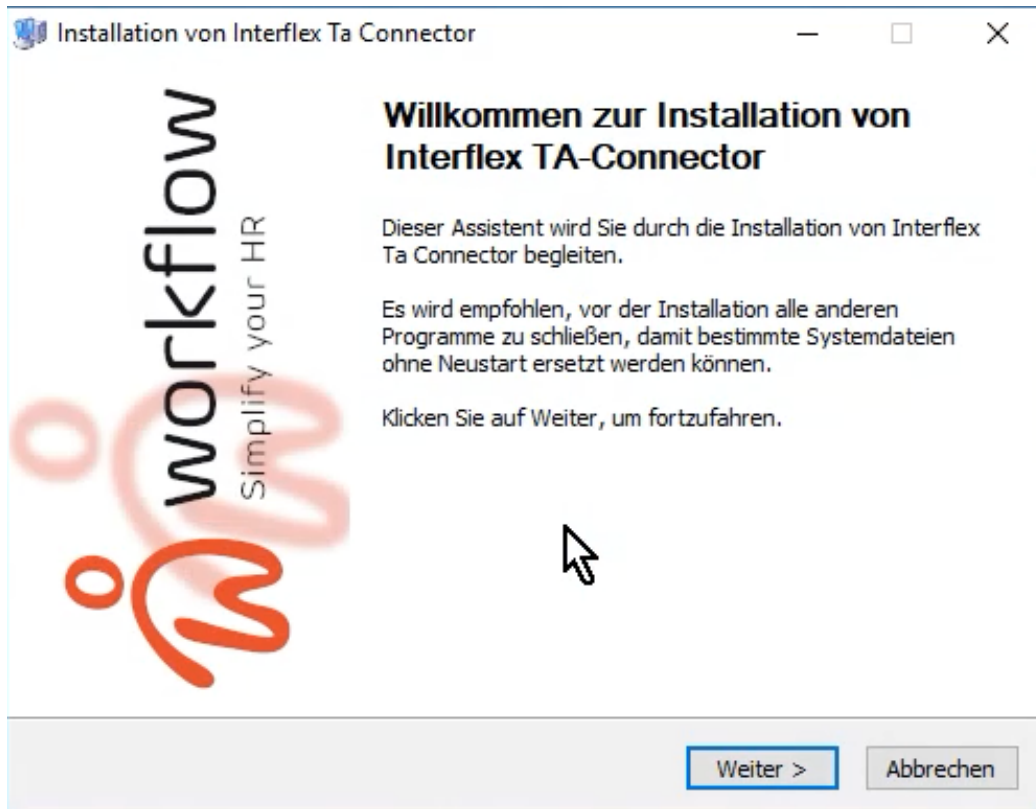 Installation von Interflex Ta Connector
workflow
Simplify your HR
Willkommen zur Installation von
Interflex TA-Connector
Dieser Assistent wird Sie durch die Installation von Interflex
Ta Connector begleiten.
Es wird empfohlen, vor der Installation alle anderen
Programme zu schließen, damit bestimmte Systemdateien
ohne Neustart ersetzt werden können.
Klicken Sie auf Weiter, um fortzufahren.
Weiter >
Abbrechen